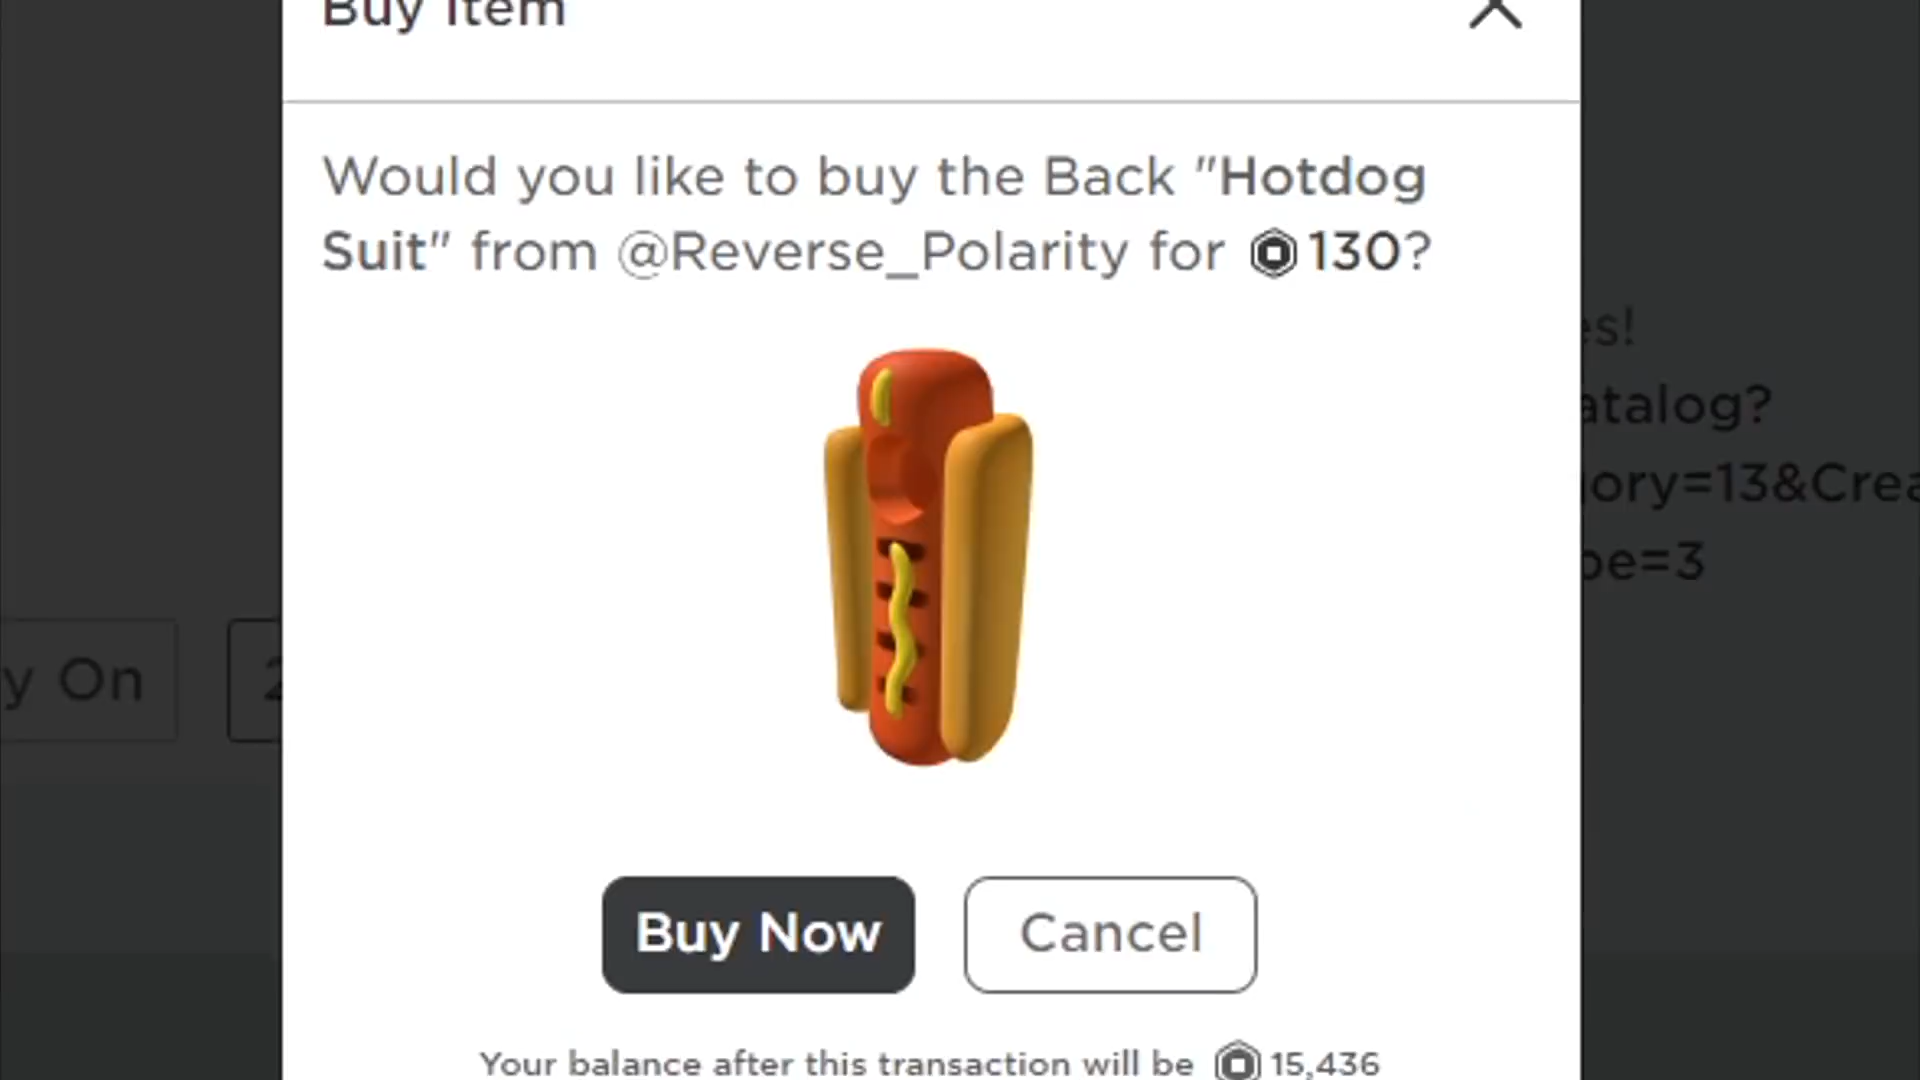 Buy Item
Would you like to buy the Back "Hotdog
Suit" from @Reverse_Polarity for 130?
es!
atalog?
ory=13&Crea
pe=3
y On
2
Buy Now
Cancel
Your balance after this transaction will be 15,436